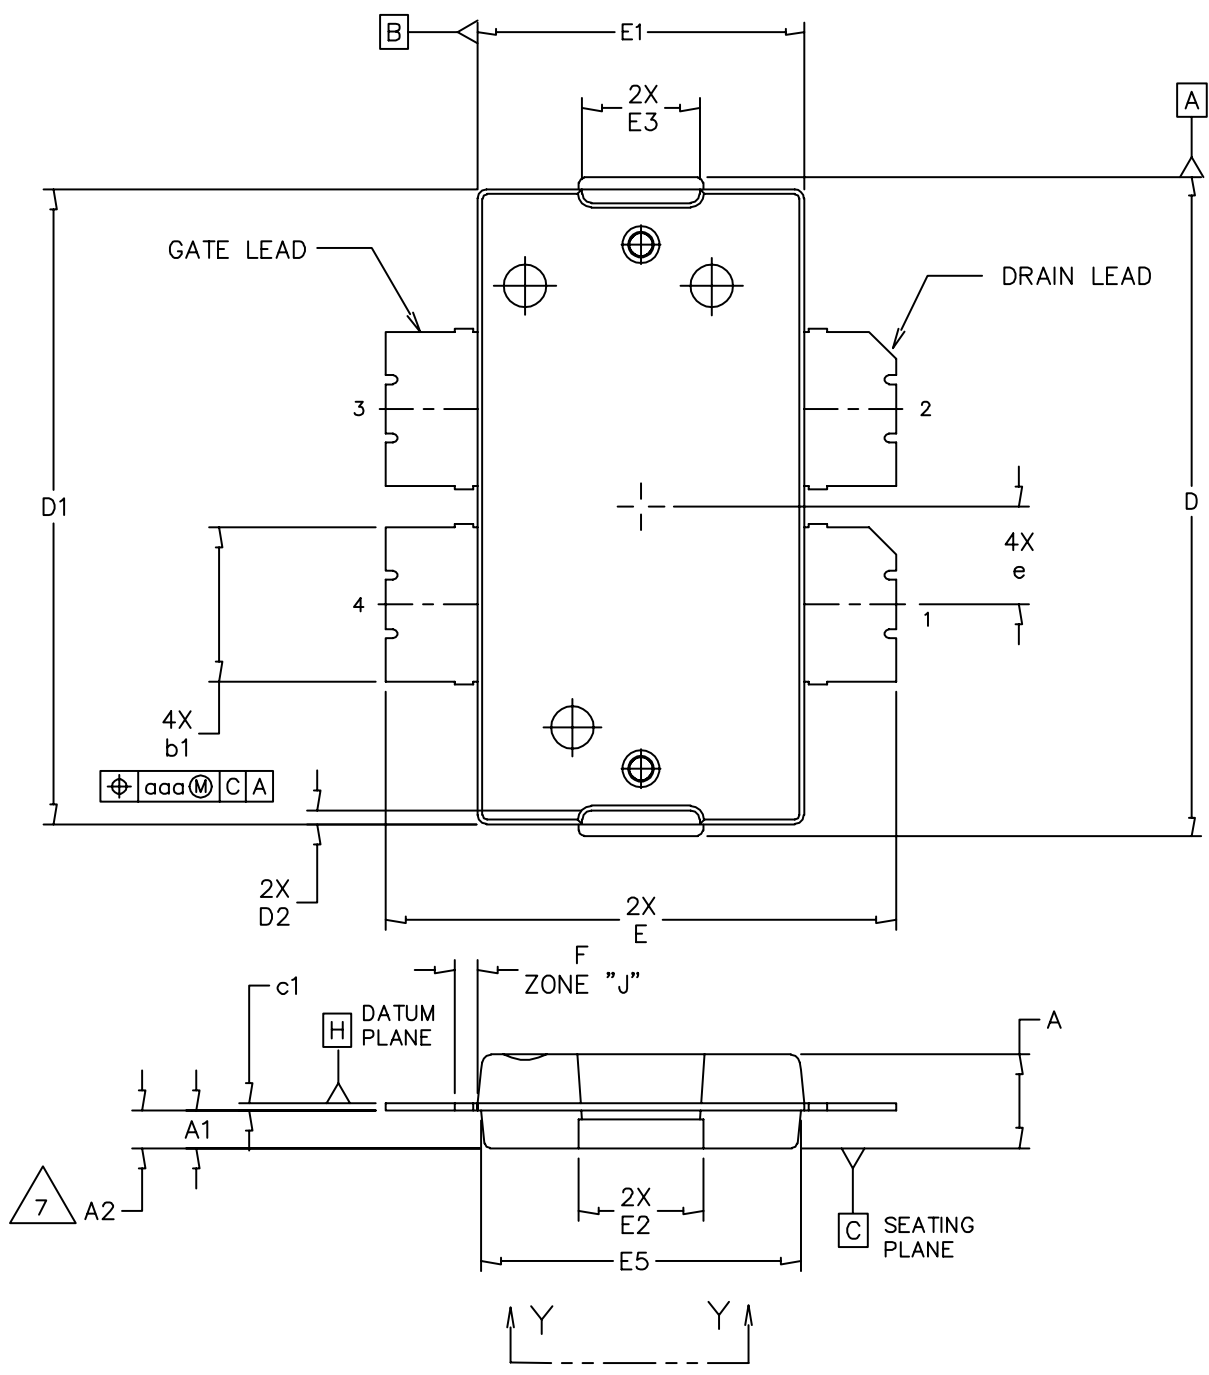 B
E1
2X
E3
A
GATE LEAD
DRAIN LEAD
3
2
D1
D
4X
e
4
1
4X
b1
aaa Ⓜ C A
2X
D2
2X
E
F
ZONE "J"
c1
H
DATUM
PLANE
A
A1
7
A2
2X
E2
C
SEATING
PLANE
E5
Y
Y